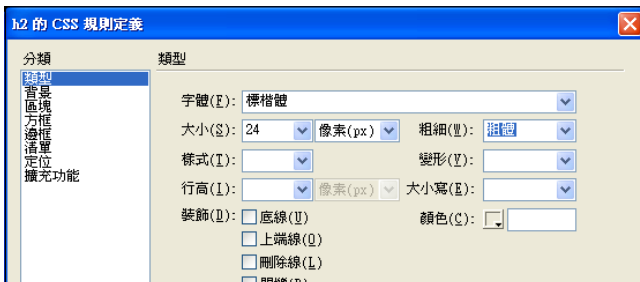 h2 的 CSS 規則定義
分類
類型
類型
背景
區塊
方框
邊框
清單
定位
擴充功能
字體(F): 標楷體
大小(S): 24 像素(px) 粗細(W): 粗體
樣式(T): 變形(V):
行高(I): 像素(px) 大小寫(E):
裝飾(D): 底線(U) 顏色(C):
上端線(O)
刪除線(L)